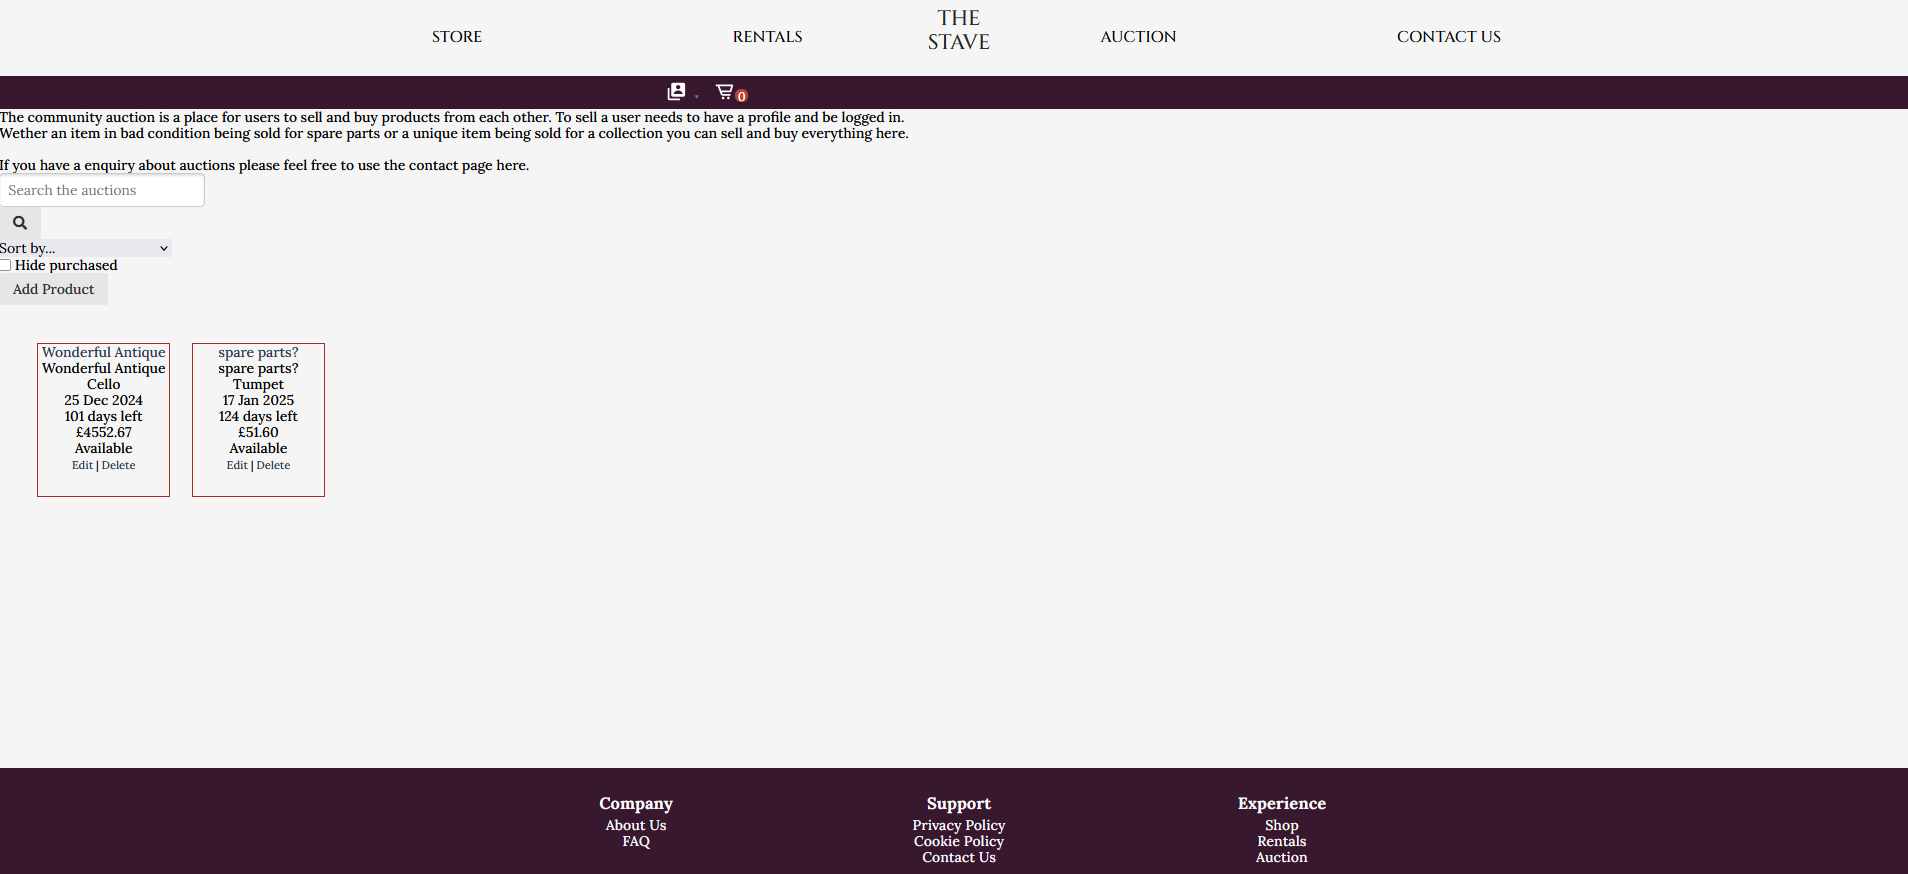 STORE
RENTALS
THE
STAVE
AUCTION
CONTACT US
0
The community auction is a place for users to sell and buy products from each other. To sell a user needs to have a profile and be logged in.
Wether an item in bad condition being sold for spare parts or a unique item being sold for a collection you can sell and buy everything here.
If you have a enquiry about auctions please feel free to use the contact page here.
Search the auctions
Sort by...
Hide purchased
Add Product
Wonderful Antique
Wonderful Antique
Cello
25 Dec 2024
101 days left
£4552.67
Available
Edit | Delete
spare parts?
spare parts?
Tumpet
17 Jan 2025
124 days left
£51.60
Available
Edit | Delete
Company
About Us
FAQ
Support
Privacy Policy
Cookie Policy
Contact Us
Experience
Shop
Rentals
Auction